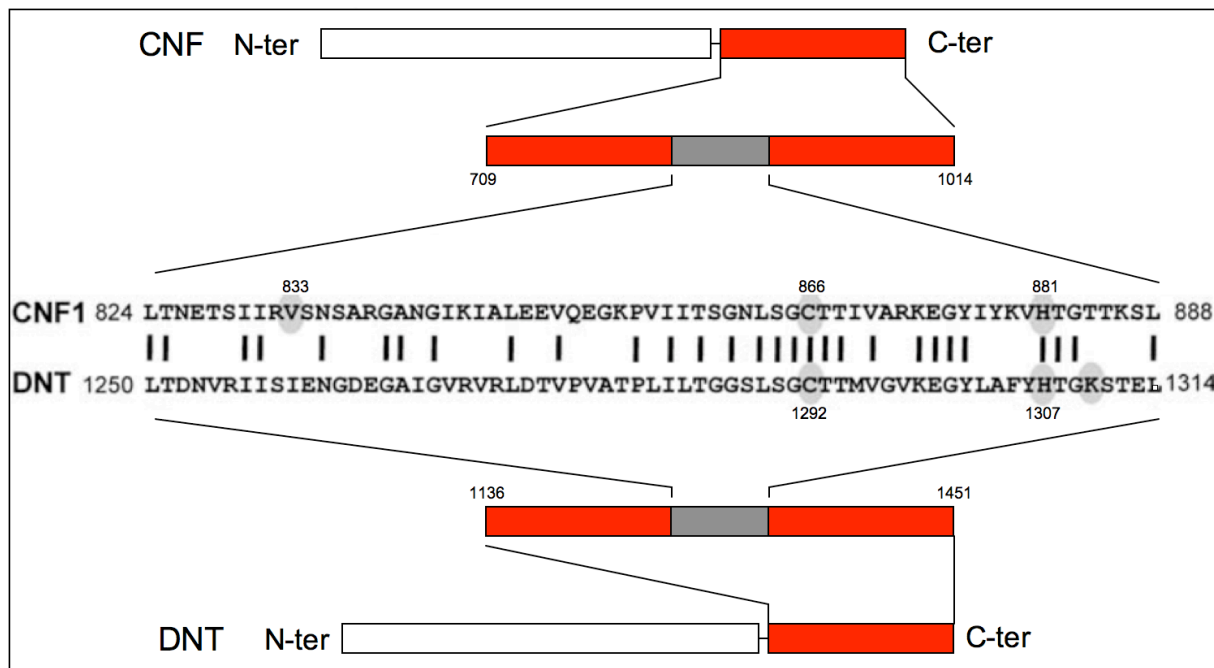 CNF N-ter C-ter
709 1014
833 866 881
CNF1 824 LTNETSIIRVSNSARGANGIKIALEEVQEGKPVIITSGNLSGCTTIVARKEGYIYKVHTGTTKSL 888
DNT 1250 LTDNVRIISIENGDEGAIGVRVRLDTVPVATPLILTGGSLSGCTTMVGVKEGYLAFYHTGKSTEL 1314
1292 1307
1136 1451
DNT N-ter C-ter